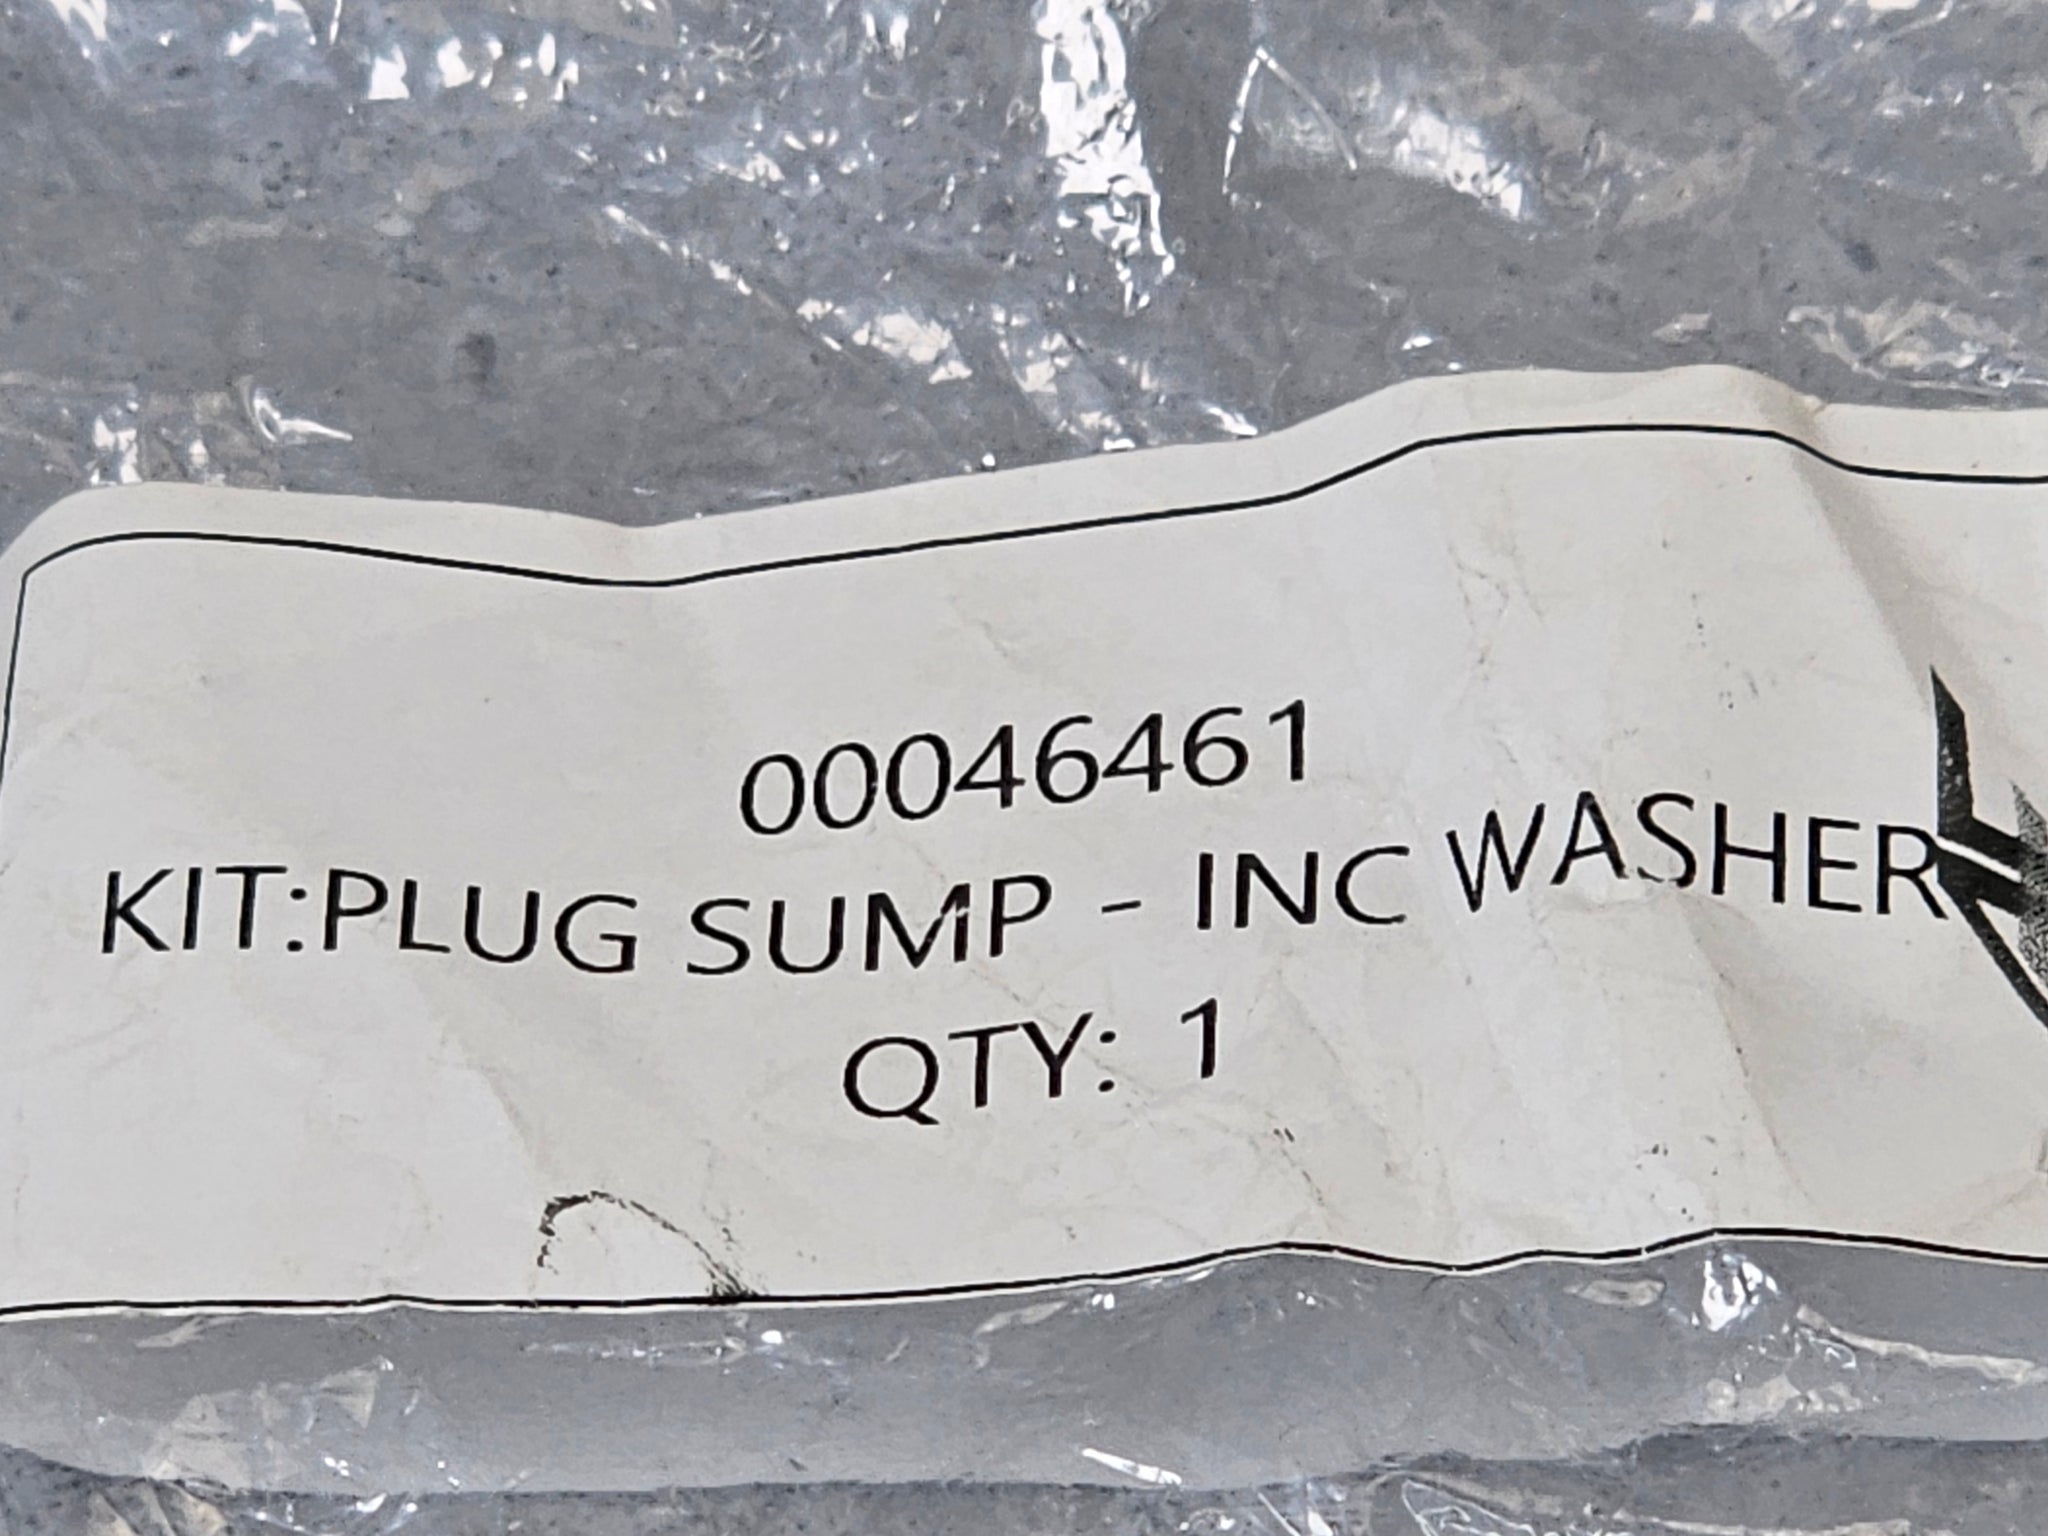 00046461
KIT:PLUG SUMP - INC WASHER
QTY: 1